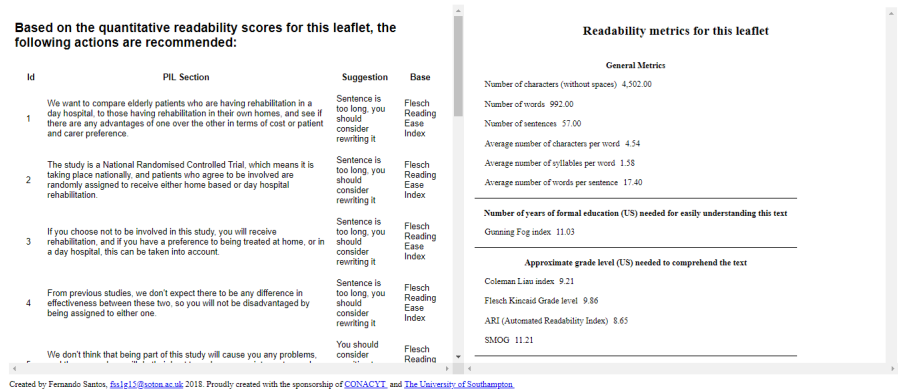 Based on the quantitative readability scores for this leaflet, the
following actions are recommended:
Id PIL Section Suggestion Base
1 We want to compare elderly patients who are having rehabilitation in a
day hospital, to those having rehabilitation in their own homes, and see if
there are any advantages of one over the other in terms of cost or patient
and carer preference.
Sentence is
too long, you
should
consider
rewriting it
Flesch
Reading
Ease
Index
2 The study is a National Randomised Controlled Trial, which means it is
taking place nationally, and patients who agree to be involved are
randomly assigned to receive either home based or day hospital
rehabilitation.
Sentence is
too long, you
should
consider
rewriting it
Flesch
Reading
Ease
Index
3 If you choose not to be involved in this study, you will receive
rehabilitation, and if you have a preference to being treated at home, or in
a day hospital, this can be taken into account.
Sentence is
too long, you
should
consider
rewriting it
Flesch
Reading
Ease
Index
4 From previous studies, we don't expect there to be any difference in
effectiveness between these two, so you will not be disadvantaged by
being assigned to either one.
Sentence is
too long, you
should
consider
rewriting it
Flesch
Reading
Ease
Index
We don't think that being part of this study will cause you any problems,
You should
consider
Flesch
Reading
Readability metrics for this leaflet
General Metrics
Number of characters (without spaces) 4,502.00
Number of words 992.00
Number of sentences 57.00
Average number of characters per word 4.54
Average number of syllables per word 1.58
Average number of words per sentence 17.40
Number of years of formal education (US) needed for easily understanding this text
Gunning Fog index 11.03
Approximate grade level (US) needed to comprehend the text
Coleman Liau index 9.21
Flesch Kincaid Grade level 9.86
ARI (Automated Readability Index) 8.65
SMOG 11.21
Created by Fernando Santos, fss1g15@soton.ac.uk 2018. Proudly created with the sponsorship of CONACYT, and The University of Southampton.